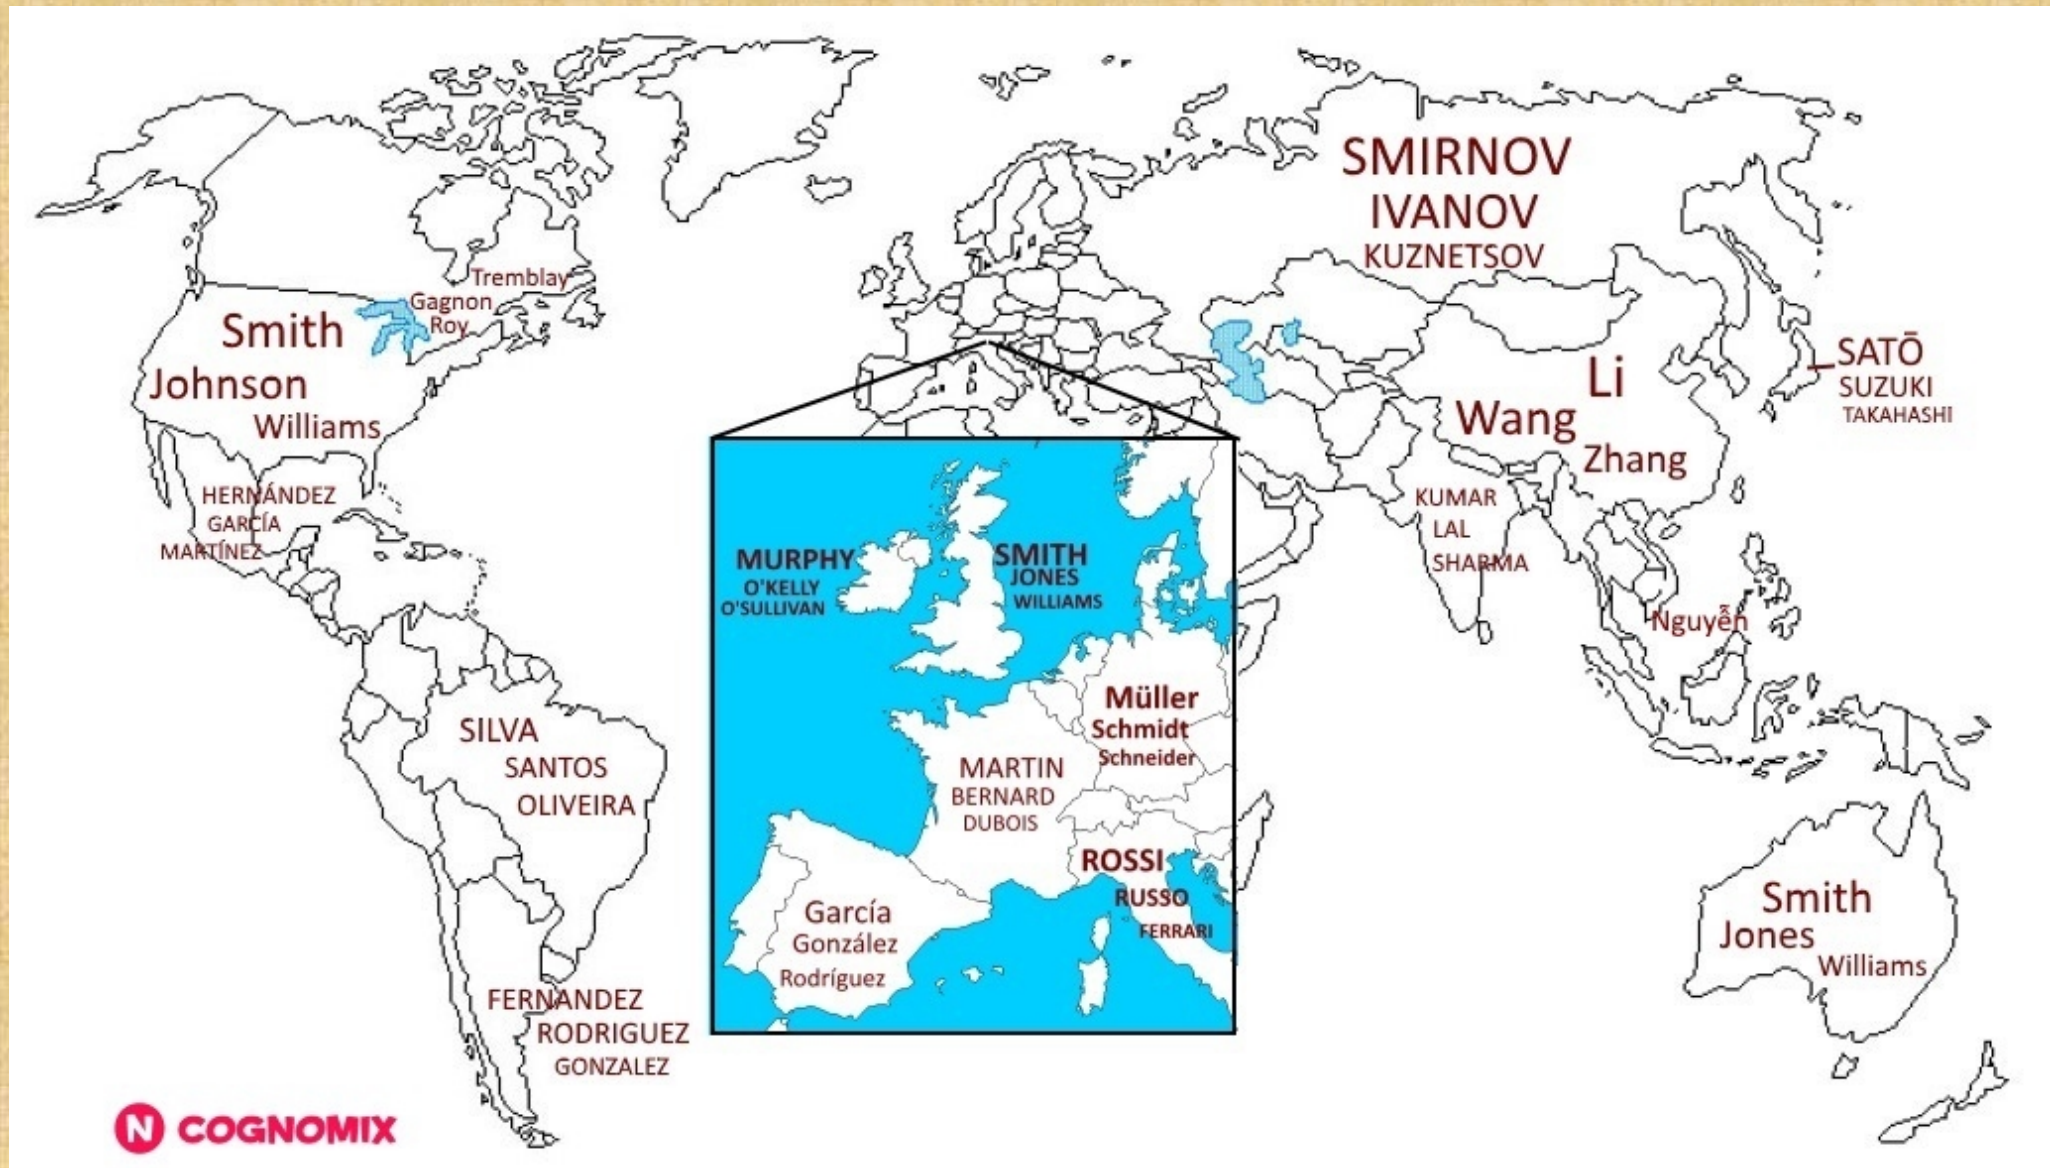 SMIRNOV
IVANOV
KUZNETSOV
Tremblay
Gagnon
Roy
Smith
Johnson
Williams
SATŌ
SUZUKI
TAKAHASHI
Li
Wang
Zhang
HERNÁNDEZ
GARCÍA
MARTÍNEZ
KUMAR
LAL
SHARMA
Nguyễn
MURPHY
O'KELLY
O'SULLIVAN
SMITH
JONES
WILLIAMS
Müller
Schmidt
Schneider
MARTIN
BERNARD
DUBOIS
ROSSI
RUSSO
FERRARI
García
González
Rodríguez
SILVA
SANTOS
OLIVEIRA
Smith
Jones
Williams
FERNANDEZ
RODRIGUEZ
GONZALEZ
N COGNOMIX